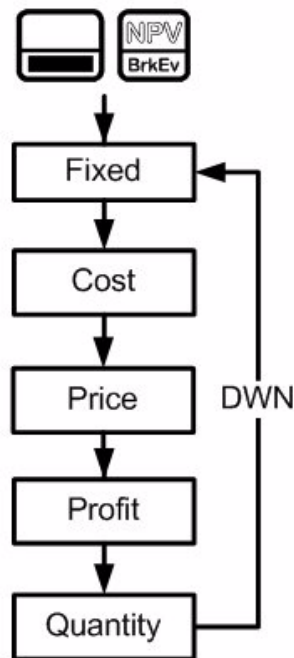 NPV
BrkEv
Fixed
Cost
Price
DWN
Profit
Quantity